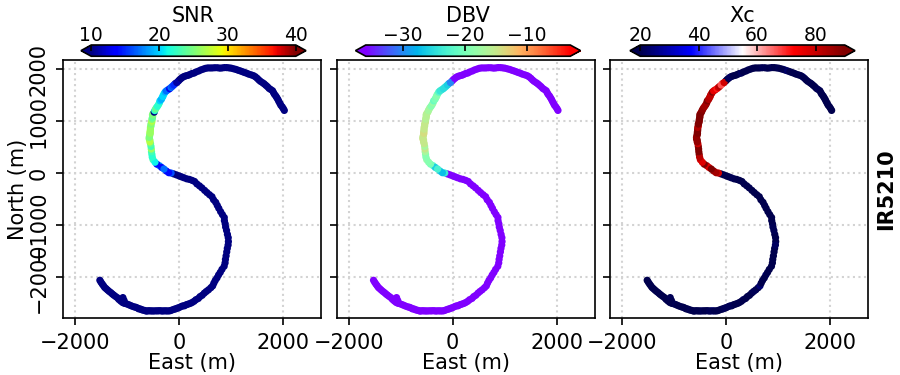 SNR
10 20 30 40
DBV
−30 −20 −10
Xc
20 40 60 80
North (m)
2000
1000
0
−1000
−2000
−2000 0 2000
East (m)
−2000 0 2000
East (m)
−2000 0 2000
East (m)
IR5210